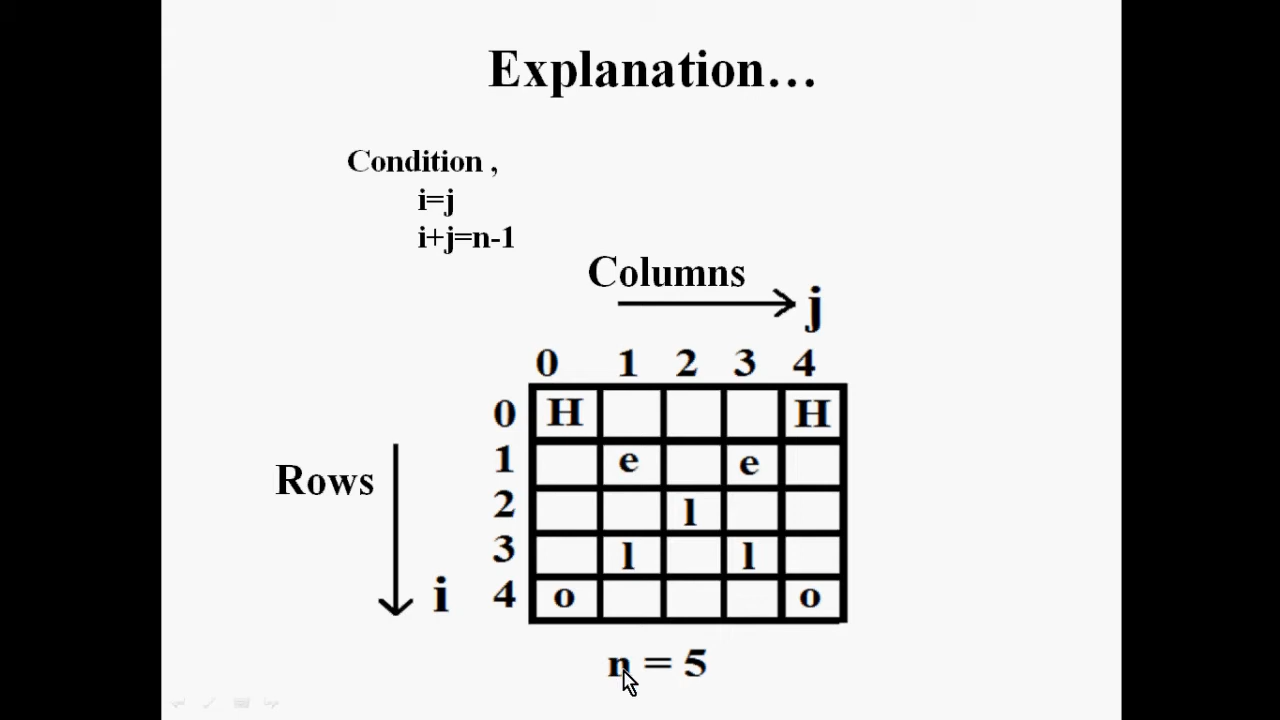 Explanation...
Condition ,
i=j
i+j=n-1
Columns
j
0 1 2 3 4
0 H H
1 e e
Rows
2 l
3 l l
i 4 o o
n = 5